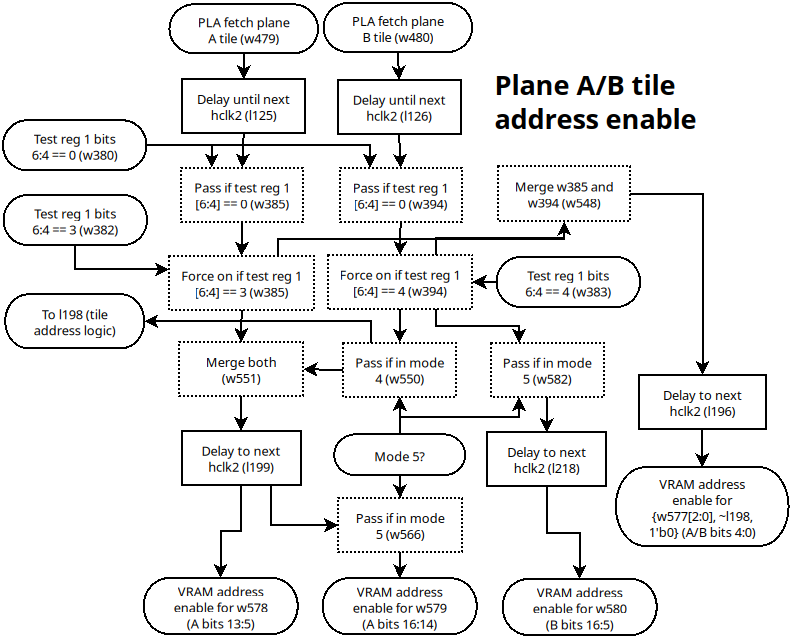 PLA fetch plane
A tile (w479)
PLA fetch plane
B tile (w480)
Plane A/B tile
address enable
Delay until next
hclk2 (l125)
Delay until next
hclk2 (l126)
Test reg 1 bits
6:4 == 0 (w380)
Pass if test reg 1
[6:4] == 0 (w385)
Pass if test reg 1
[6:4] == 0 (w394)
Merge w385 and
w394 (w548)
Test reg 1 bits
6:4 == 3 (w382)
Force on if test reg 1
[6:4] == 3 (w385)
Force on if test reg 1
[6:4] == 4 (w394)
Test reg 1 bits
6:4 == 4 (w383)
To l198 (tile
address logic)
Merge both
(w551)
Pass if in mode
4 (w550)
Pass if in mode
5 (w582)
Delay to next
hclk2 (l196)
Delay to next
hclk2 (l199)
Mode 5?
Delay to next
hclk2 (l218)
VRAM address
enable for
{w577[2:0], ~l198,
1'b0} (A/B bits 4:0)
Pass if in mode
5 (w566)
VRAM address
enable for w578
(A bits 13:5)
VRAM address
enable for w579
(A bits 16:14)
VRAM address
enable for w580
(B bits 16:5)